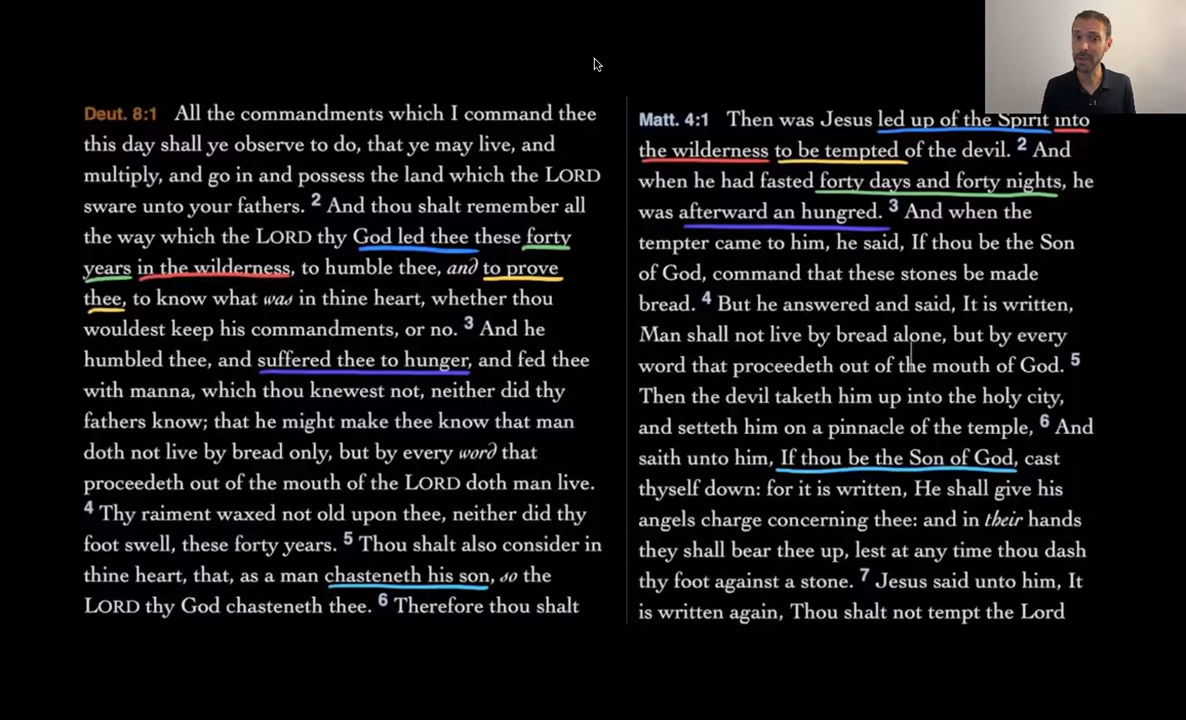 Deut. 8:1 All the commandments which I command thee
this day shall ye observe to do, that ye may live, and
multiply, and go in and possess the land which the LORD
sware unto your fathers. 2 And thou shalt remember all
the way which the LORD thy God led thee these forty
years in the wilderness, to humble thee, and to prove
thee, to know what was in thine heart, whether thou
wouldest keep his commandments, or no. 3 And he
humbled thee, and suffered thee to hunger, and fed thee
with manna, which thou knewest not, neither did thy
fathers know; that he might make thee know that man
doth not live by bread only, but by every word that
proceedeth out of the mouth of the LORD doth man live.
4 Thy raiment waxed not old upon thee, neither did thy
foot swell, these forty years. 5 Thou shalt also consider in
thine heart, that, as a man chasteneth his son, so the
LORD thy God chasteneth thee. 6 Therefore thou shalt
Matt. 4:1 Then was Jesus led up of the Spirit into
the wilderness to be tempted of the devil. 2 And
when he had fasted forty days and forty nights, he
was afterward an hungred. 3 And when the
tempter came to him, he said, If thou be the Son
of God, command that these stones be made
bread. 4 But he answered and said, It is written,
Man shall not live by bread alone, but by every
word that proceedeth out of the mouth of God. 5
Then the devil taketh him up into the holy city,
and setteth him on a pinnacle of the temple, 6 And
saith unto him, If thou be the Son of God, cast
thyself down: for it is written, He shall give his
angels charge concerning thee: and in their hands
they shall bear thee up, lest at any time thou dash
thy foot against a stone. 7 Jesus said unto him, It
is written again, Thou shalt not tempt the Lord